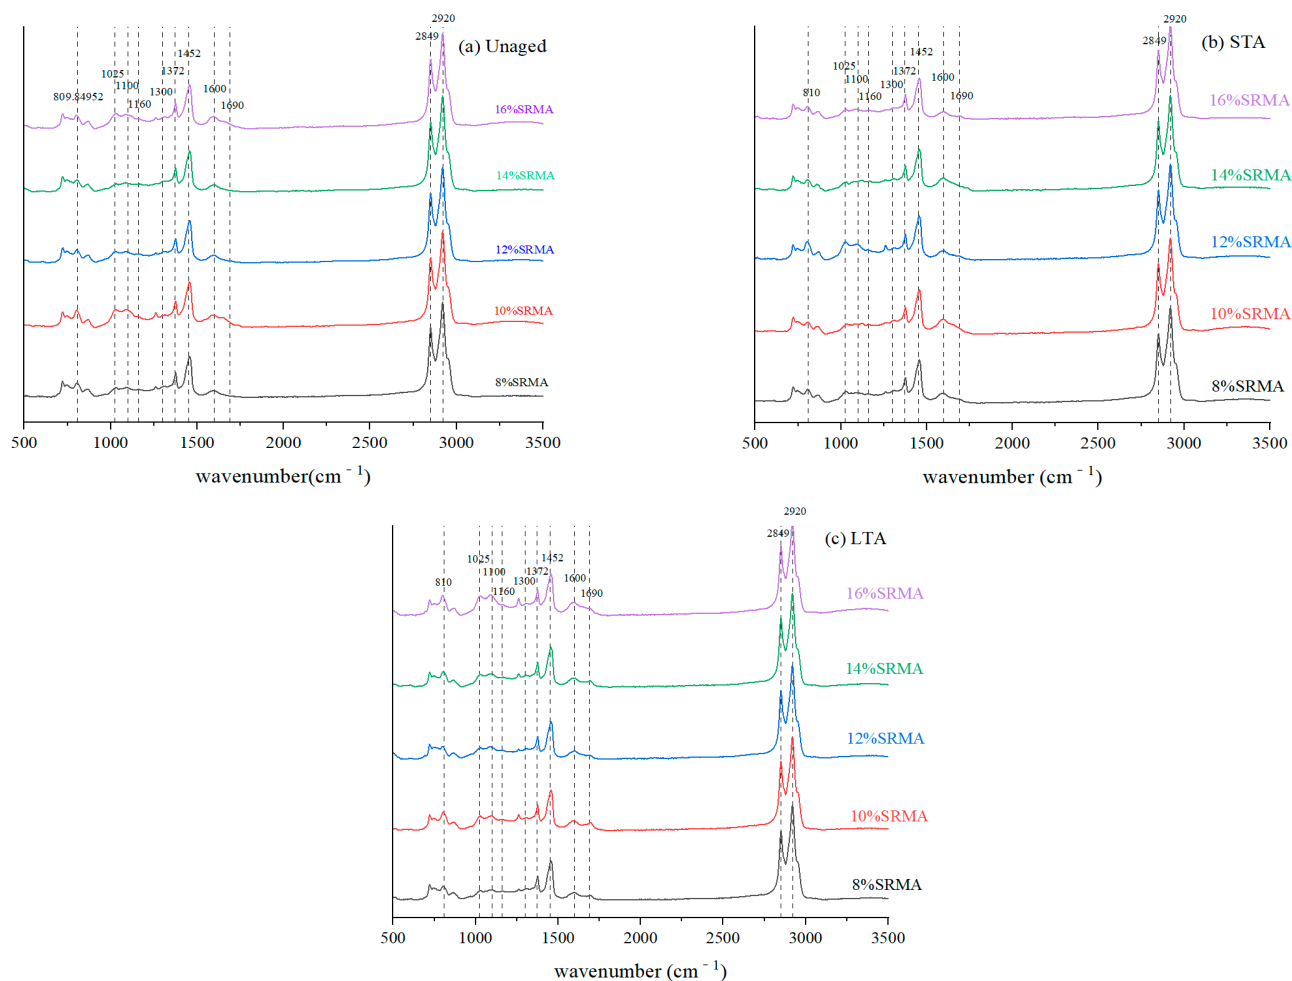 (a) Unaged
2920
2849
1452
1372
1025
1100
1160
1300
1600
1690
809.84952
16%SRMA
14%SRMA
12%SRMA
10%SRMA
8%SRMA
500 1000 1500 2000 2500 3000 3500
wavenumber(cm⁻¹)
(b) STA
2920
2849
1452
1372
1025
1100
1160
1300
1600
1690
810
16%SRMA
14%SRMA
12%SRMA
10%SRMA
8%SRMA
500 1000 1500 2000 2500 3000 3500
wavenumber (cm⁻¹)
(c) LTA
2920
2849
1452
1372
1025
1100
1160
1300
1600
1690
810
16%SRMA
14%SRMA
12%SRMA
10%SRMA
8%SRMA
500 1000 1500 2000 2500 3000 3500
wavenumber (cm⁻¹)